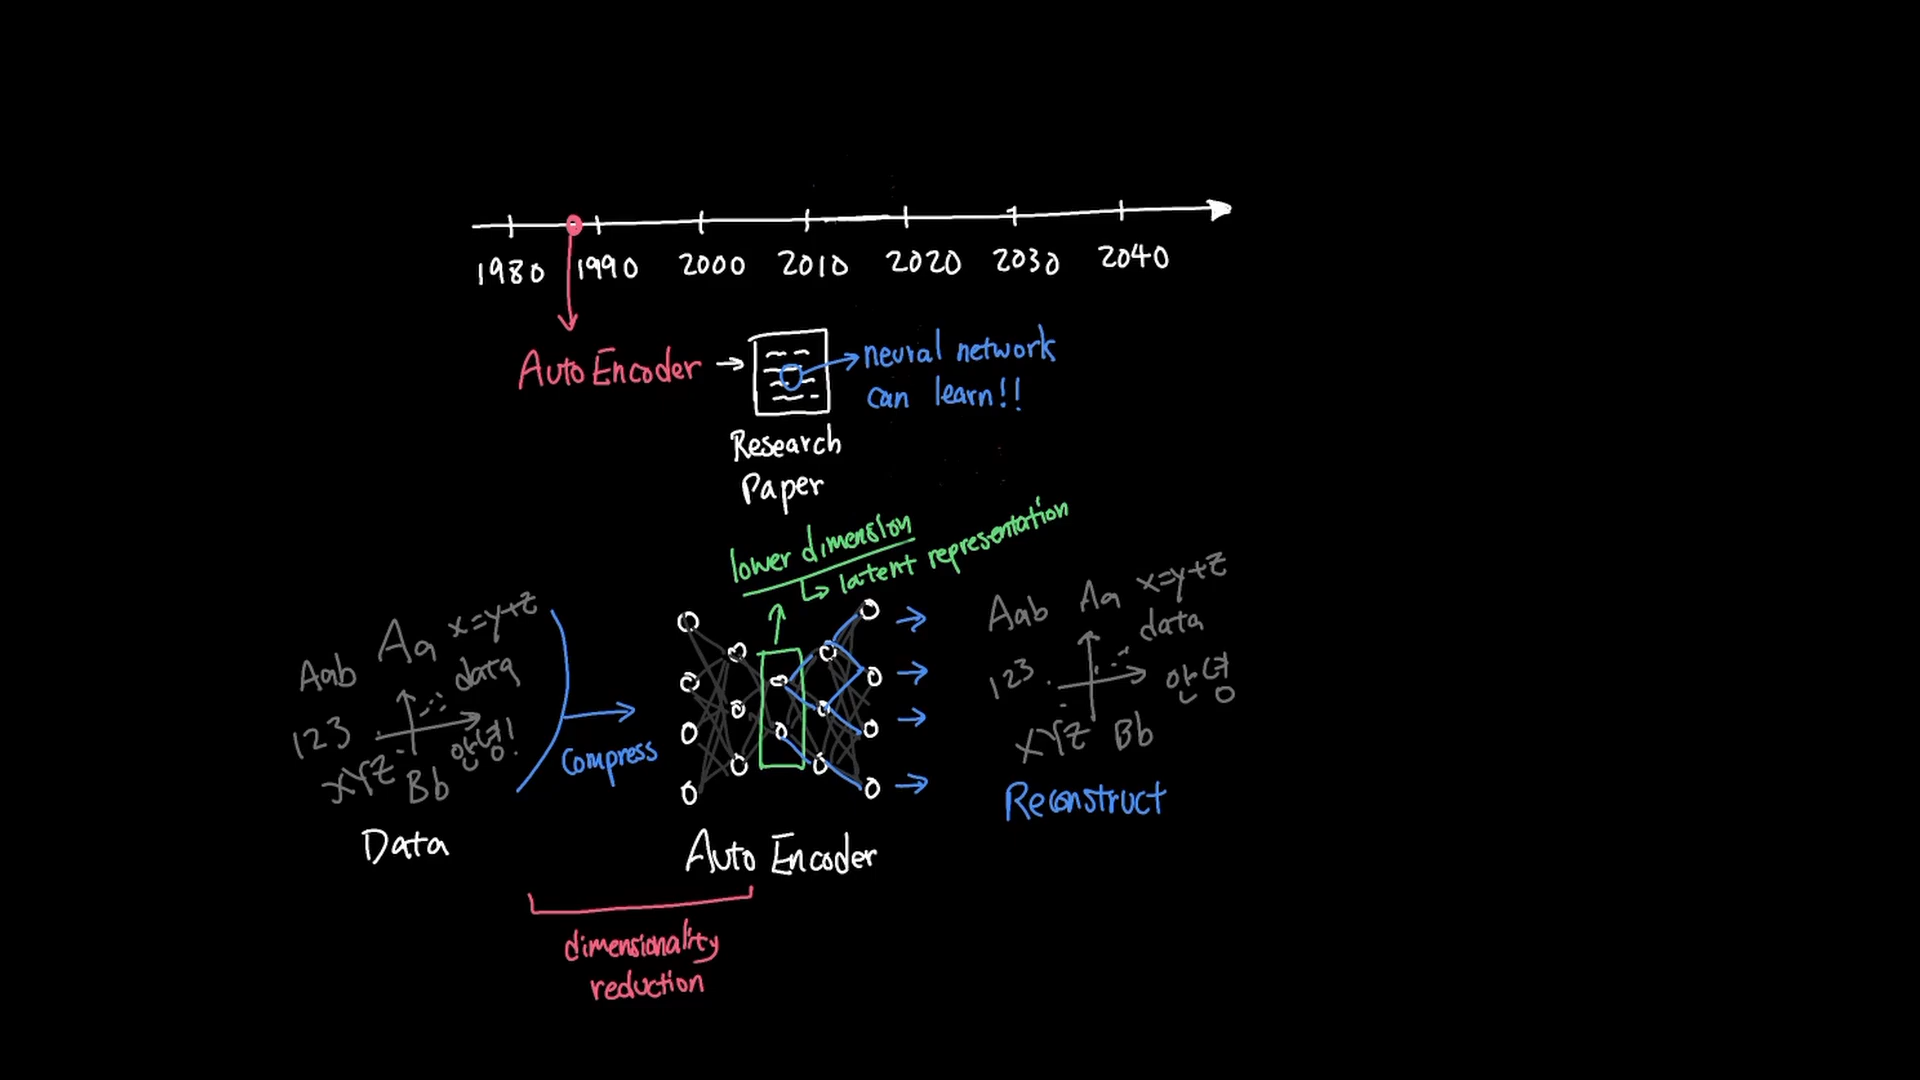 1980 1990 2000 2010 2020 2030 2040
Auto Encoder
neural network
can learn!!
Research
Paper
lower dimension
latent representation
Aab Aa x=y+z
data
123
안녕!
XYZ Bb
Data
Compress
Auto Encoder
Aab Aa x=y+z
data
123
안녕
XYZ Bb
Reconstruct
dimensionality
reduction